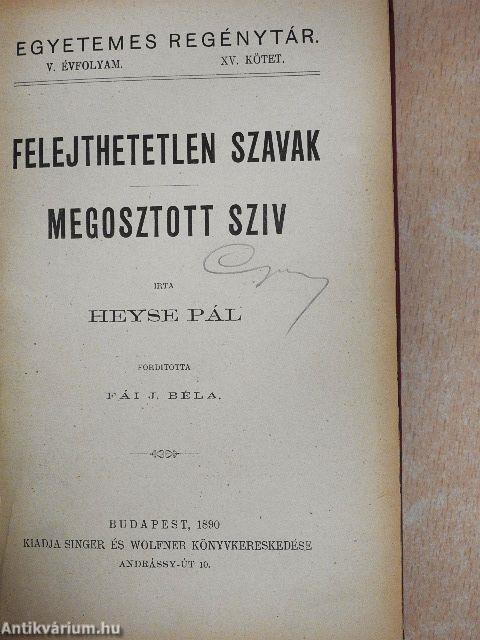 EGYETEMES REGÉNYTÁR.
V. ÉVFOLYAM. XV. KÖTET.
FELEJTHETETLEN SZAVAK
MEGOSZTOTT SZIV
IRTA
HEYSE PÁL
FORDITOTTA
FÁI J. BÉLA.
BUDAPEST, 1890
KIADJA SINGER ÉS WOLFNER KÖNYVKERESKEDÉSE
ANDRÁSSY-ÚT 10.
Antikvárium.hu